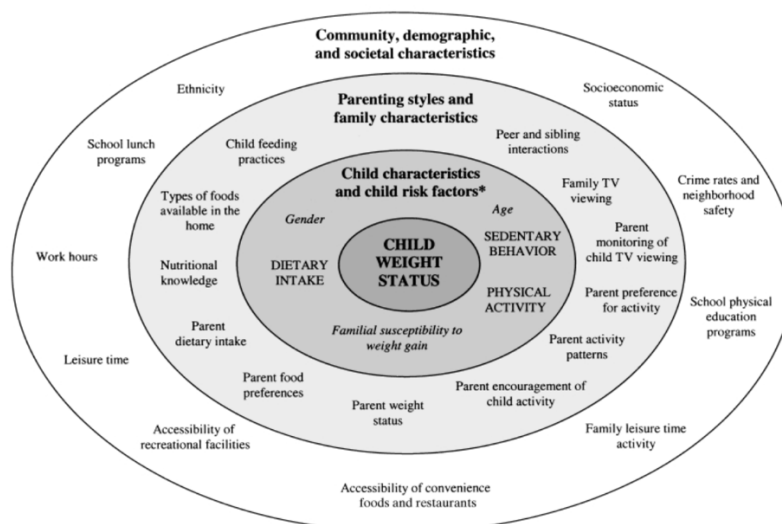 Community, demographic,
and societal characteristics
Ethnicity
Socioeconomic
status
Parenting styles and
family characteristics
School lunch
programs
Child feeding
practices
Peer and sibling
interactions
Child characteristics
and child risk factors*
Crime rates and
neighborhood
safety
Types of foods
available in the
home
Family TV
viewing
Gender
Age
Parent
monitoring of
child TV viewing
Work hours
Nutritional
knowledge
DIETARY
INTAKE
CHILD
WEIGHT
STATUS
SEDENTARY
BEHAVIOR
PHYSICAL
ACTIVITY
Parent preference
for activity
School physical
education
programs
Parent
dietary intake
Familial susceptibility to
weight gain
Parent activity
patterns
Leisure time
Parent food
preferences
Parent weight
status
Parent encouragement of
child activity
Accessibility of
recreational facilities
Family leisure time
activity
Accessibility of convenience
foods and restaurants